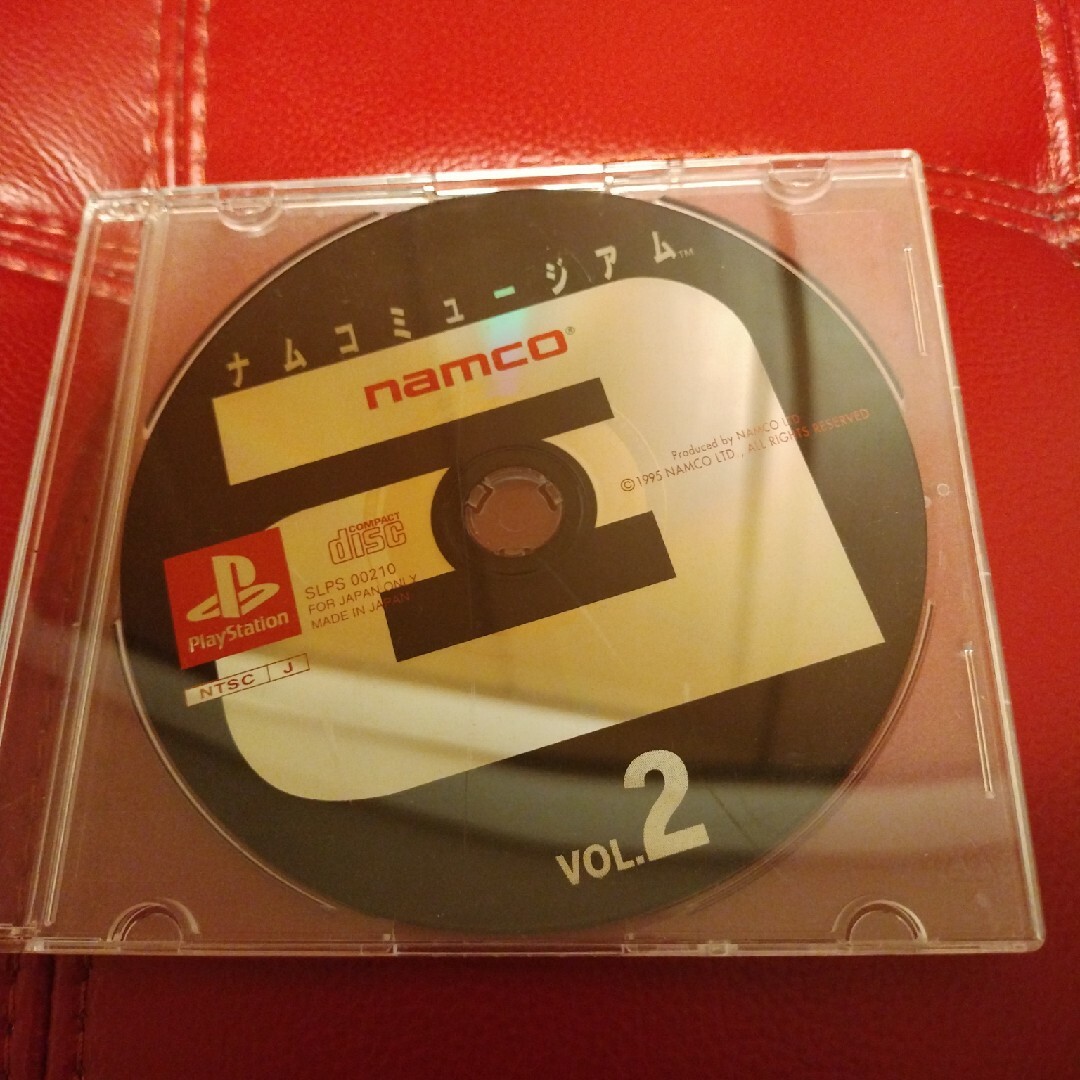 ナムコミュージアム™
namco®
Produced by NAMCO LTD.
©1995 NAMCO LTD., ALL RIGHTS RESERVED
COMPACT
disc
SLPS 00210
FOR JAPAN ONLY
MADE IN JAPAN
PlayStation
NTSC J
VOL.2